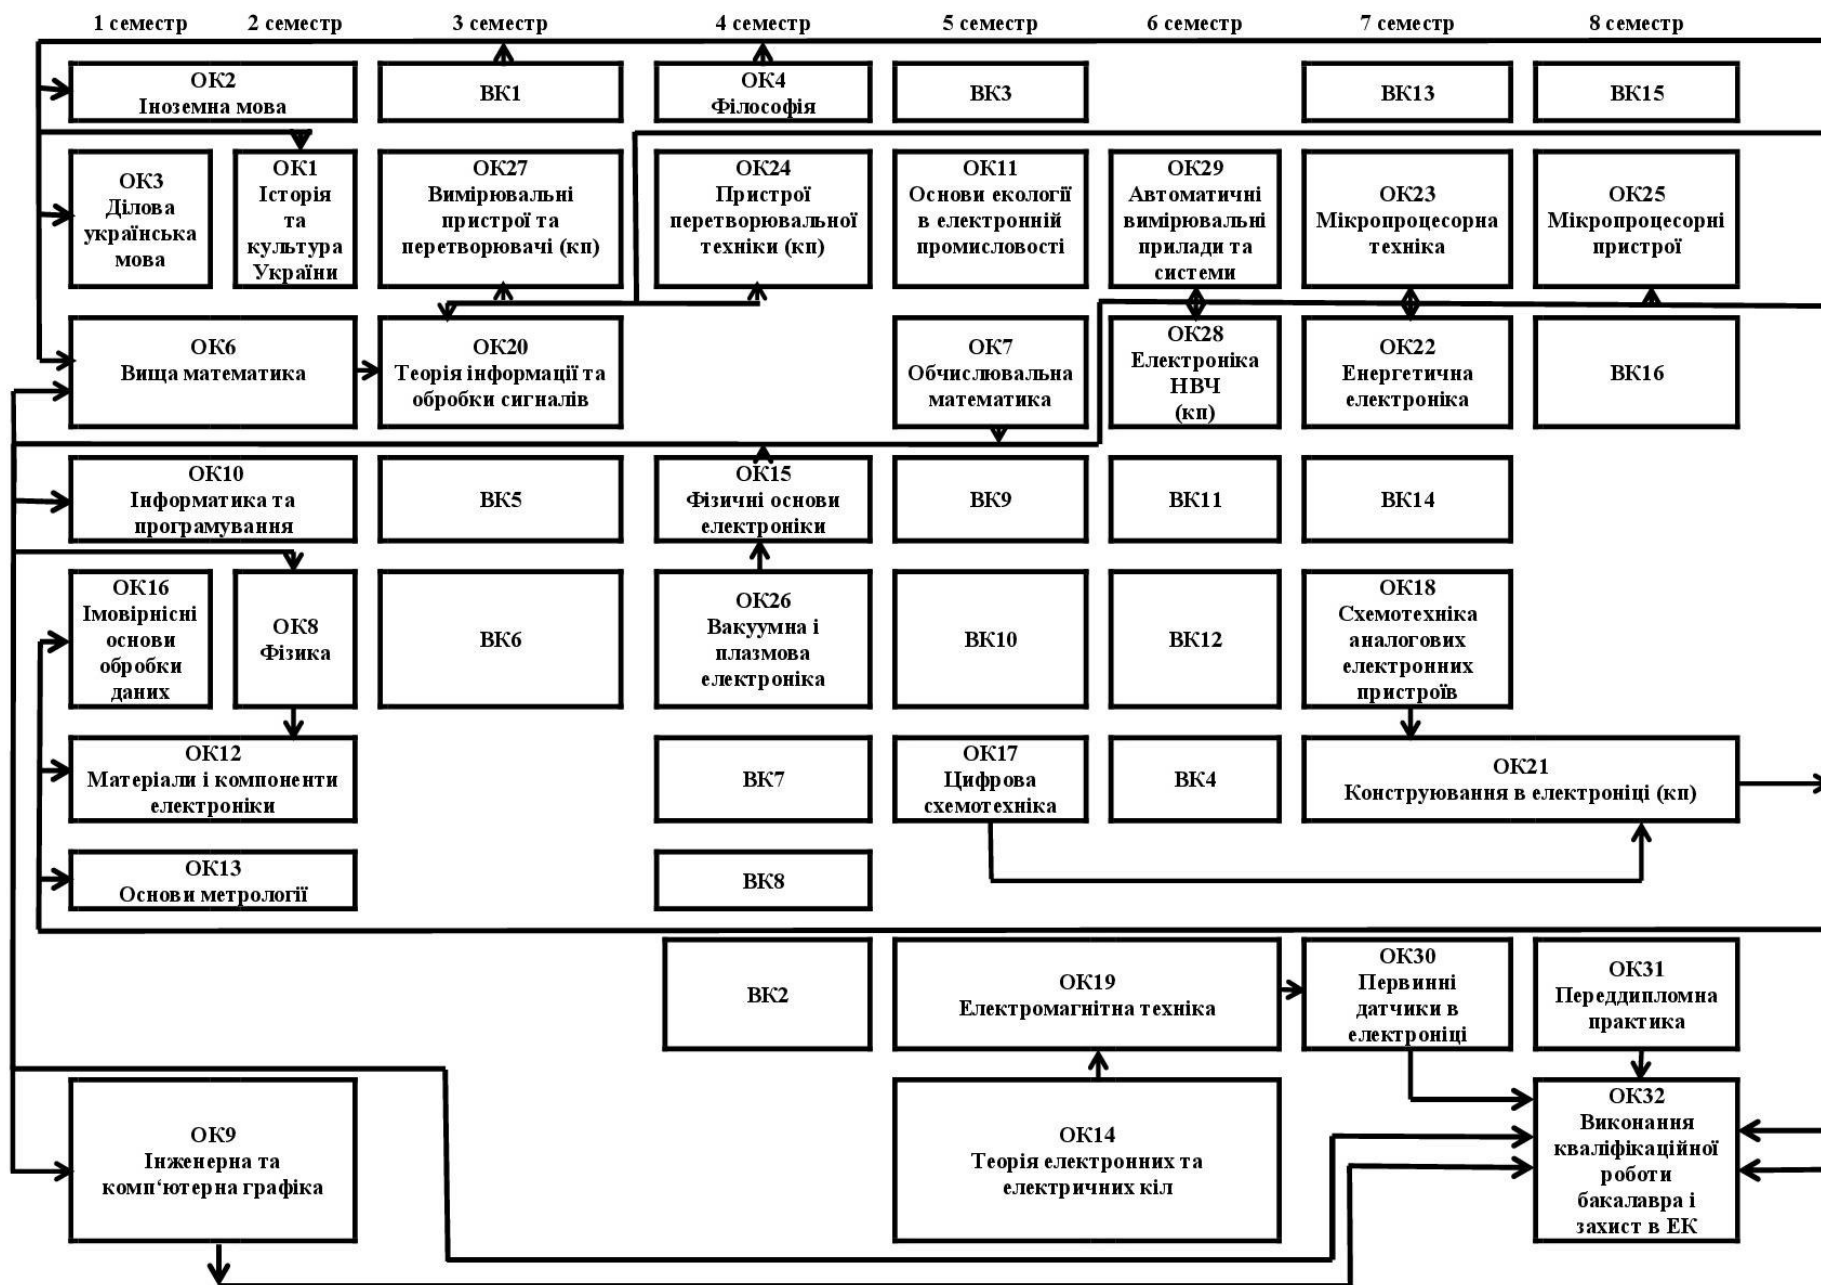 1 семестр 2 семестр 3 семестр 4 семестр 5 семестр 6 семестр 7 семестр 8 семестр
ОК2
Іноземна мова
ВК1
ОК4
Філософія
ВК3
ВК13
ВК15
ОК3
Ділова
українська
мова
ОК1
Історія
та
культура
України
ОК27
Вимірювальні
пристрої та
перетворювачі (кп)
ОК24
Пристрої
перетворювальної
техніки (кп)
ОК11
Основи екології
в електронній
промисловості
ОК29
Автоматичні
вимірювальні
прилади та
системи
ОК23
Мікропроцесорна
техніка
ОК25
Мікропроцесорні
пристрої
ОК6
Вища математика
ОК20
Теорія інформації та
обробки сигналів
ОК7
Обчислювальна
математика
ОК28
Електроніка
НВЧ
(кп)
ОК22
Енергетична
електроніка
ВК16
ОК10
Інформатика та
програмування
ВК5
ОК15
Фізичні основи
електроніки
ВК9
ВК11
ВК14
ОК16
Імовірнісні
основи
обробки
даних
ОК8
Фізика
ВК6
ОК26
Вакуумна і
плазмова
електроніка
ВК10
ВК12
ОК18
Схемотехніка
аналогових
електронних
пристроїв
ОК12
Матеріали і компоненти
електроніки
ВК7
ОК17
Цифрова
схемотехніка
ВК4
ОК21
Конструювання в електроніці (кп)
ОК13
Основи метрології
ВК8
ВК2
ОК19
Електромагнітна техніка
ОК30
Первинні
датчики в
електроніці
ОК31
Переддипломна
практика
ОК9
Інженерна та
комп‘ютерна графіка
ОК14
Теорія електронних та
електричних кіл
ОК32
Виконання
кваліфікаційної
роботи
бакалавра і
захист в ЕК